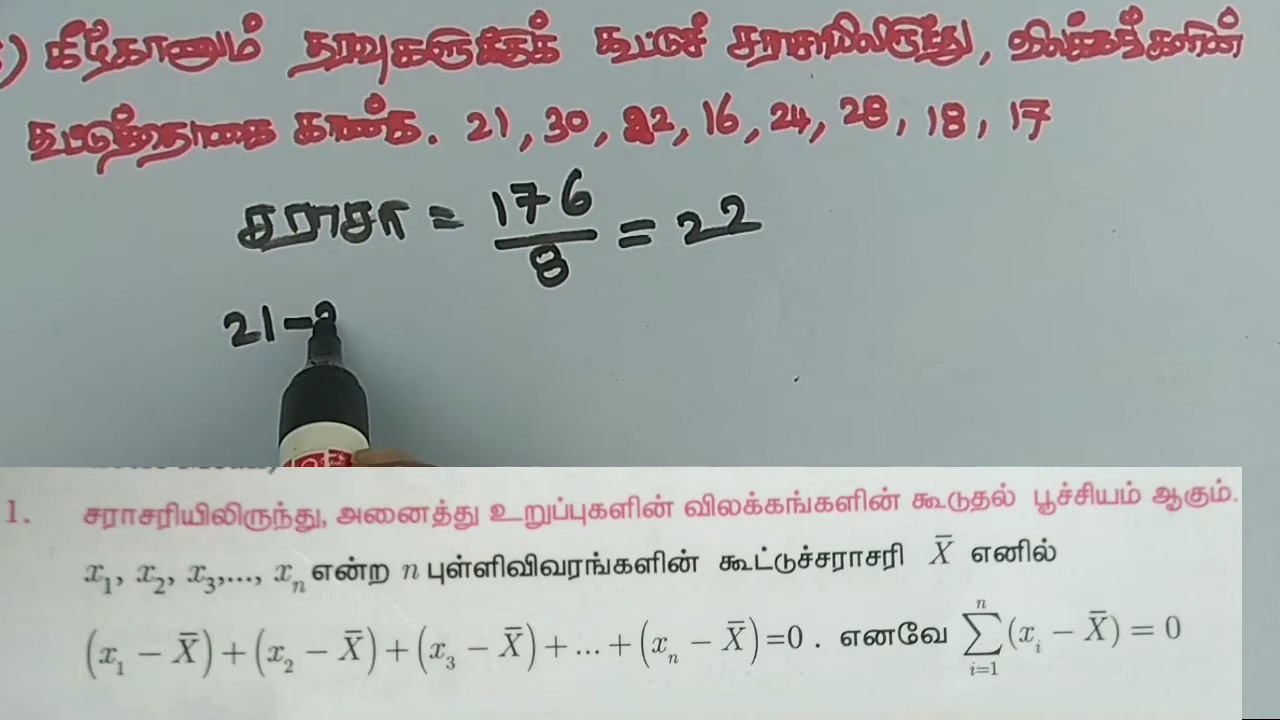 ) கீழ்காணும் தரவுகளுக்குக் கூட்டுச் சராசரியிலிருந்து, விலக்கங்களின்
கூட்டுத்தொகை காண்க. 21, 30, 22, 16, 24, 28, 18, 17
சராசரி = 176/8 = 22
21-2
1. சராசரியிலிருந்து, அனைத்து உறுப்புகளின் விலக்கங்களின் கூடுதல் பூச்சியம் ஆகும்.
x₁, x₂, x₃,..., xₙ என்ற n புள்ளிவிவரங்களின் கூட்டுச்சராசரி X̄ எனில்
(x₁ − X̄) + (x₂ − X̄) + (x₃ − X̄) + ... + (xₙ − X̄) =0 . எனவே ∑ᵢ₌₁ⁿ (xᵢ − X̄) = 0